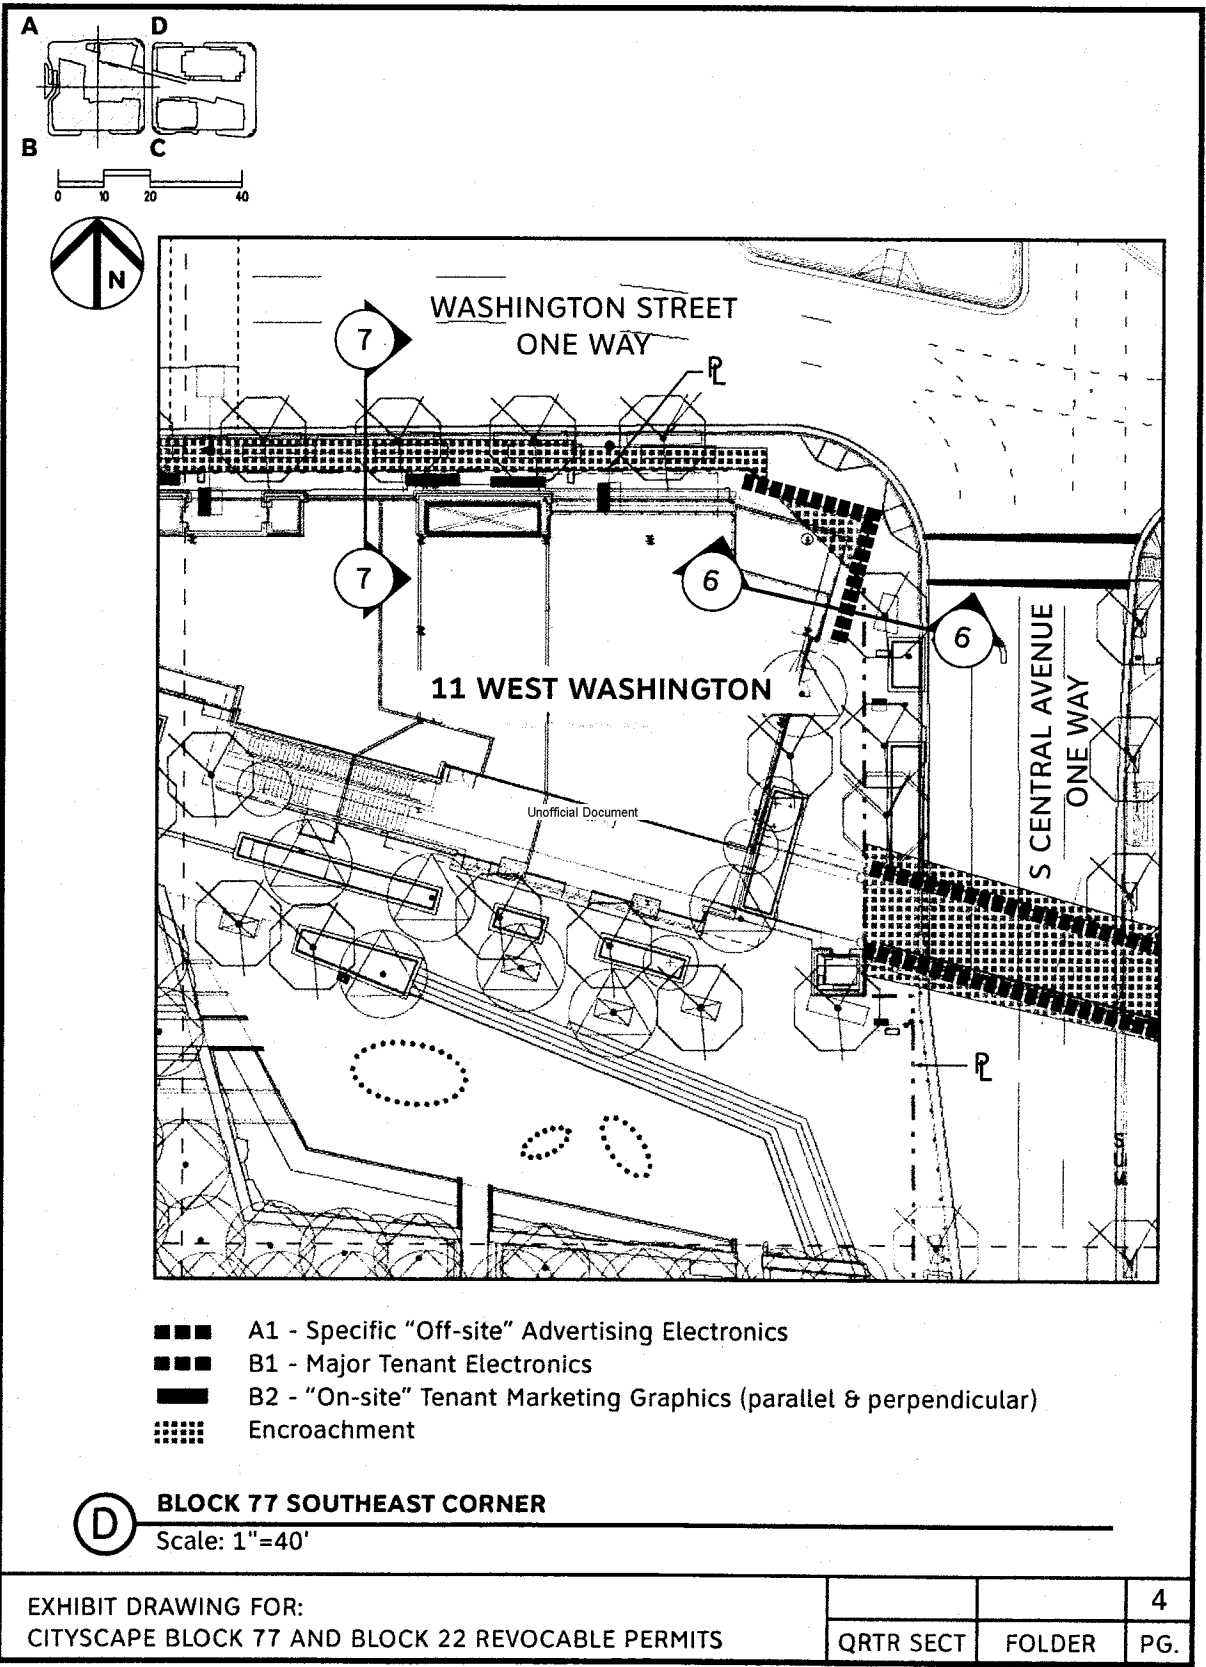 A
D
B
C
0 10 20 40
N
WASHINGTON STREET
ONE WAY
7
PL
7
6
6
11 WEST WASHINGTON
S CENTRAL AVENUE
ONE WAY
Unofficial Document
PL
A1 - Specific “Off-site” Advertising Electronics
B1 - Major Tenant Electronics
B2 - “On-site” Tenant Marketing Graphics (parallel & perpendicular)
Encroachment
D
BLOCK 77 SOUTHEAST CORNER
Scale: 1"=40'
EXHIBIT DRAWING FOR:
CITYSCAPE BLOCK 77 AND BLOCK 22 REVOCABLE PERMITS
4
QRTR SECT FOLDER PG.